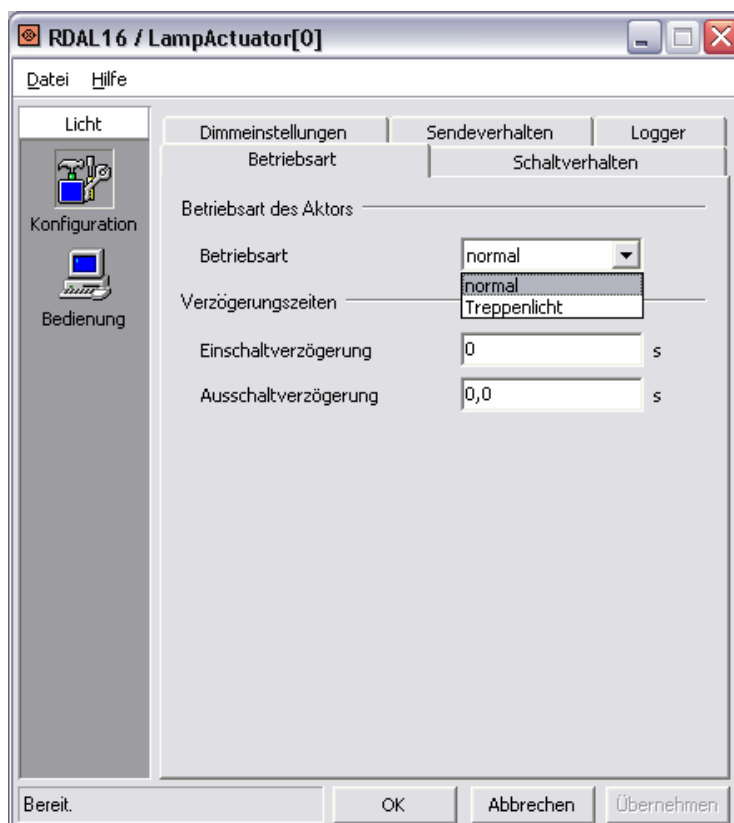 RDAL16 / LampActuator[0]
Datei Hilfe
Licht
Konfiguration
Bedienung
Dimmeinstellungen Sendeverhalten Logger
Betriebsart Schaltverhalten
Betriebsart des Aktors
Betriebsart normal
normal
Treppenlicht
Verzögerungszeiten
Einschaltverzögerung 0 s
Ausschaltverzögerung 0,0 s
Bereit. OK Abbrechen Übernehmen